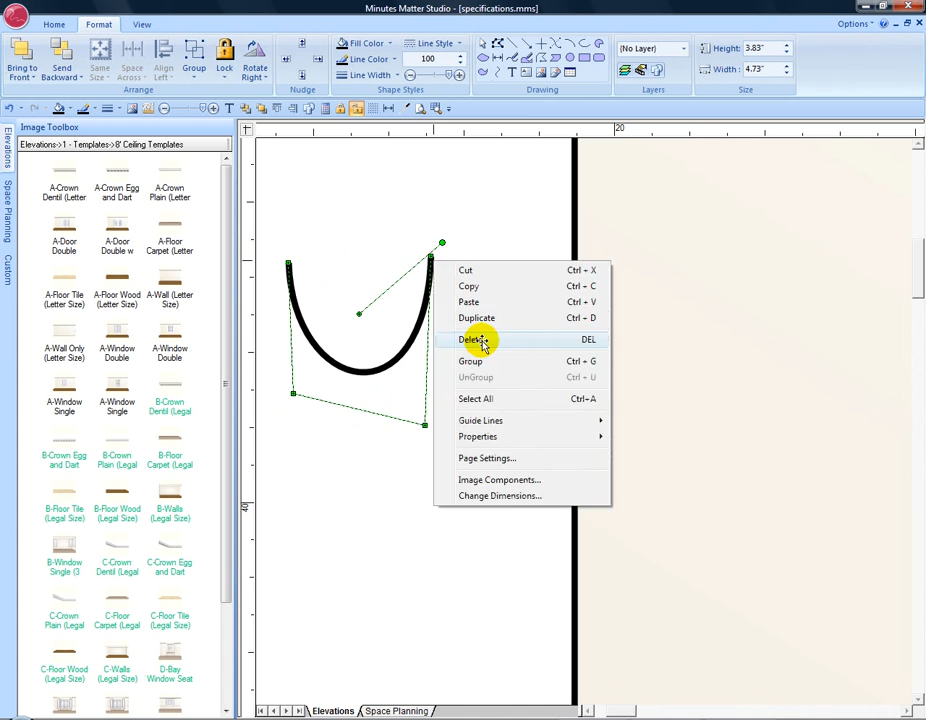 Minutes Matter Studio - [specifications.mms]
Home Format View Options
Bring to Front Send Backward Same Size Space Across Align Left Group Lock Rotate Right
Arrange
Nudge
Fill Color Line Style
Line Color 100
Line Width
Shape Styles
Drawing
(No Layer)
Layers
Height: 3.83"
Width : 4.73"
Size
Image Toolbox
Elevations->1 - Templates->8' Ceiling Templates
Elevations
Space Planning
Custom
20
40
A-Crown Dentil (Letter
A-Crown Egg and Dart
A-Crown Plain (Letter
A-Door Double
A-Door Double w
A-Floor Carpet (Letter
A-Floor Tile (Letter Size)
A-Floor Wood (Letter Size)
A-Wall (Letter Size)
A-Wall Only (Letter Size)
A-Window Double
A-Window Double
A-Window Single
A-Window Single
B-Crown Dentil (Legal
B-Crown Egg and Dart
B-Crown Plain (Legal
B-Floor Carpet (Legal
B-Floor Tile (Legal Size)
B-Floor Wood (Legal Size)
B-Walls (Legal Size)
B-Window Single (3
C-Crown Dentil (Legal
C-Crown Egg and Dart
C-Crown Plain (Legal
C-Floor Carpet (Legal
C-Floor Tile (Legal Size)
C-Floor Wood (Legal Size)
C-Walls (Legal Size)
D-Bay Window Seat
Cut Ctrl + X
Copy Ctrl + C
Paste Ctrl + V
Duplicate Ctrl + D
Delete DEL
Group Ctrl + G
UnGroup Ctrl + U
Select All Ctrl+A
Guide Lines
Properties
Page Settings...
Image Components...
Change Dimensions...
Elevations Space Planning